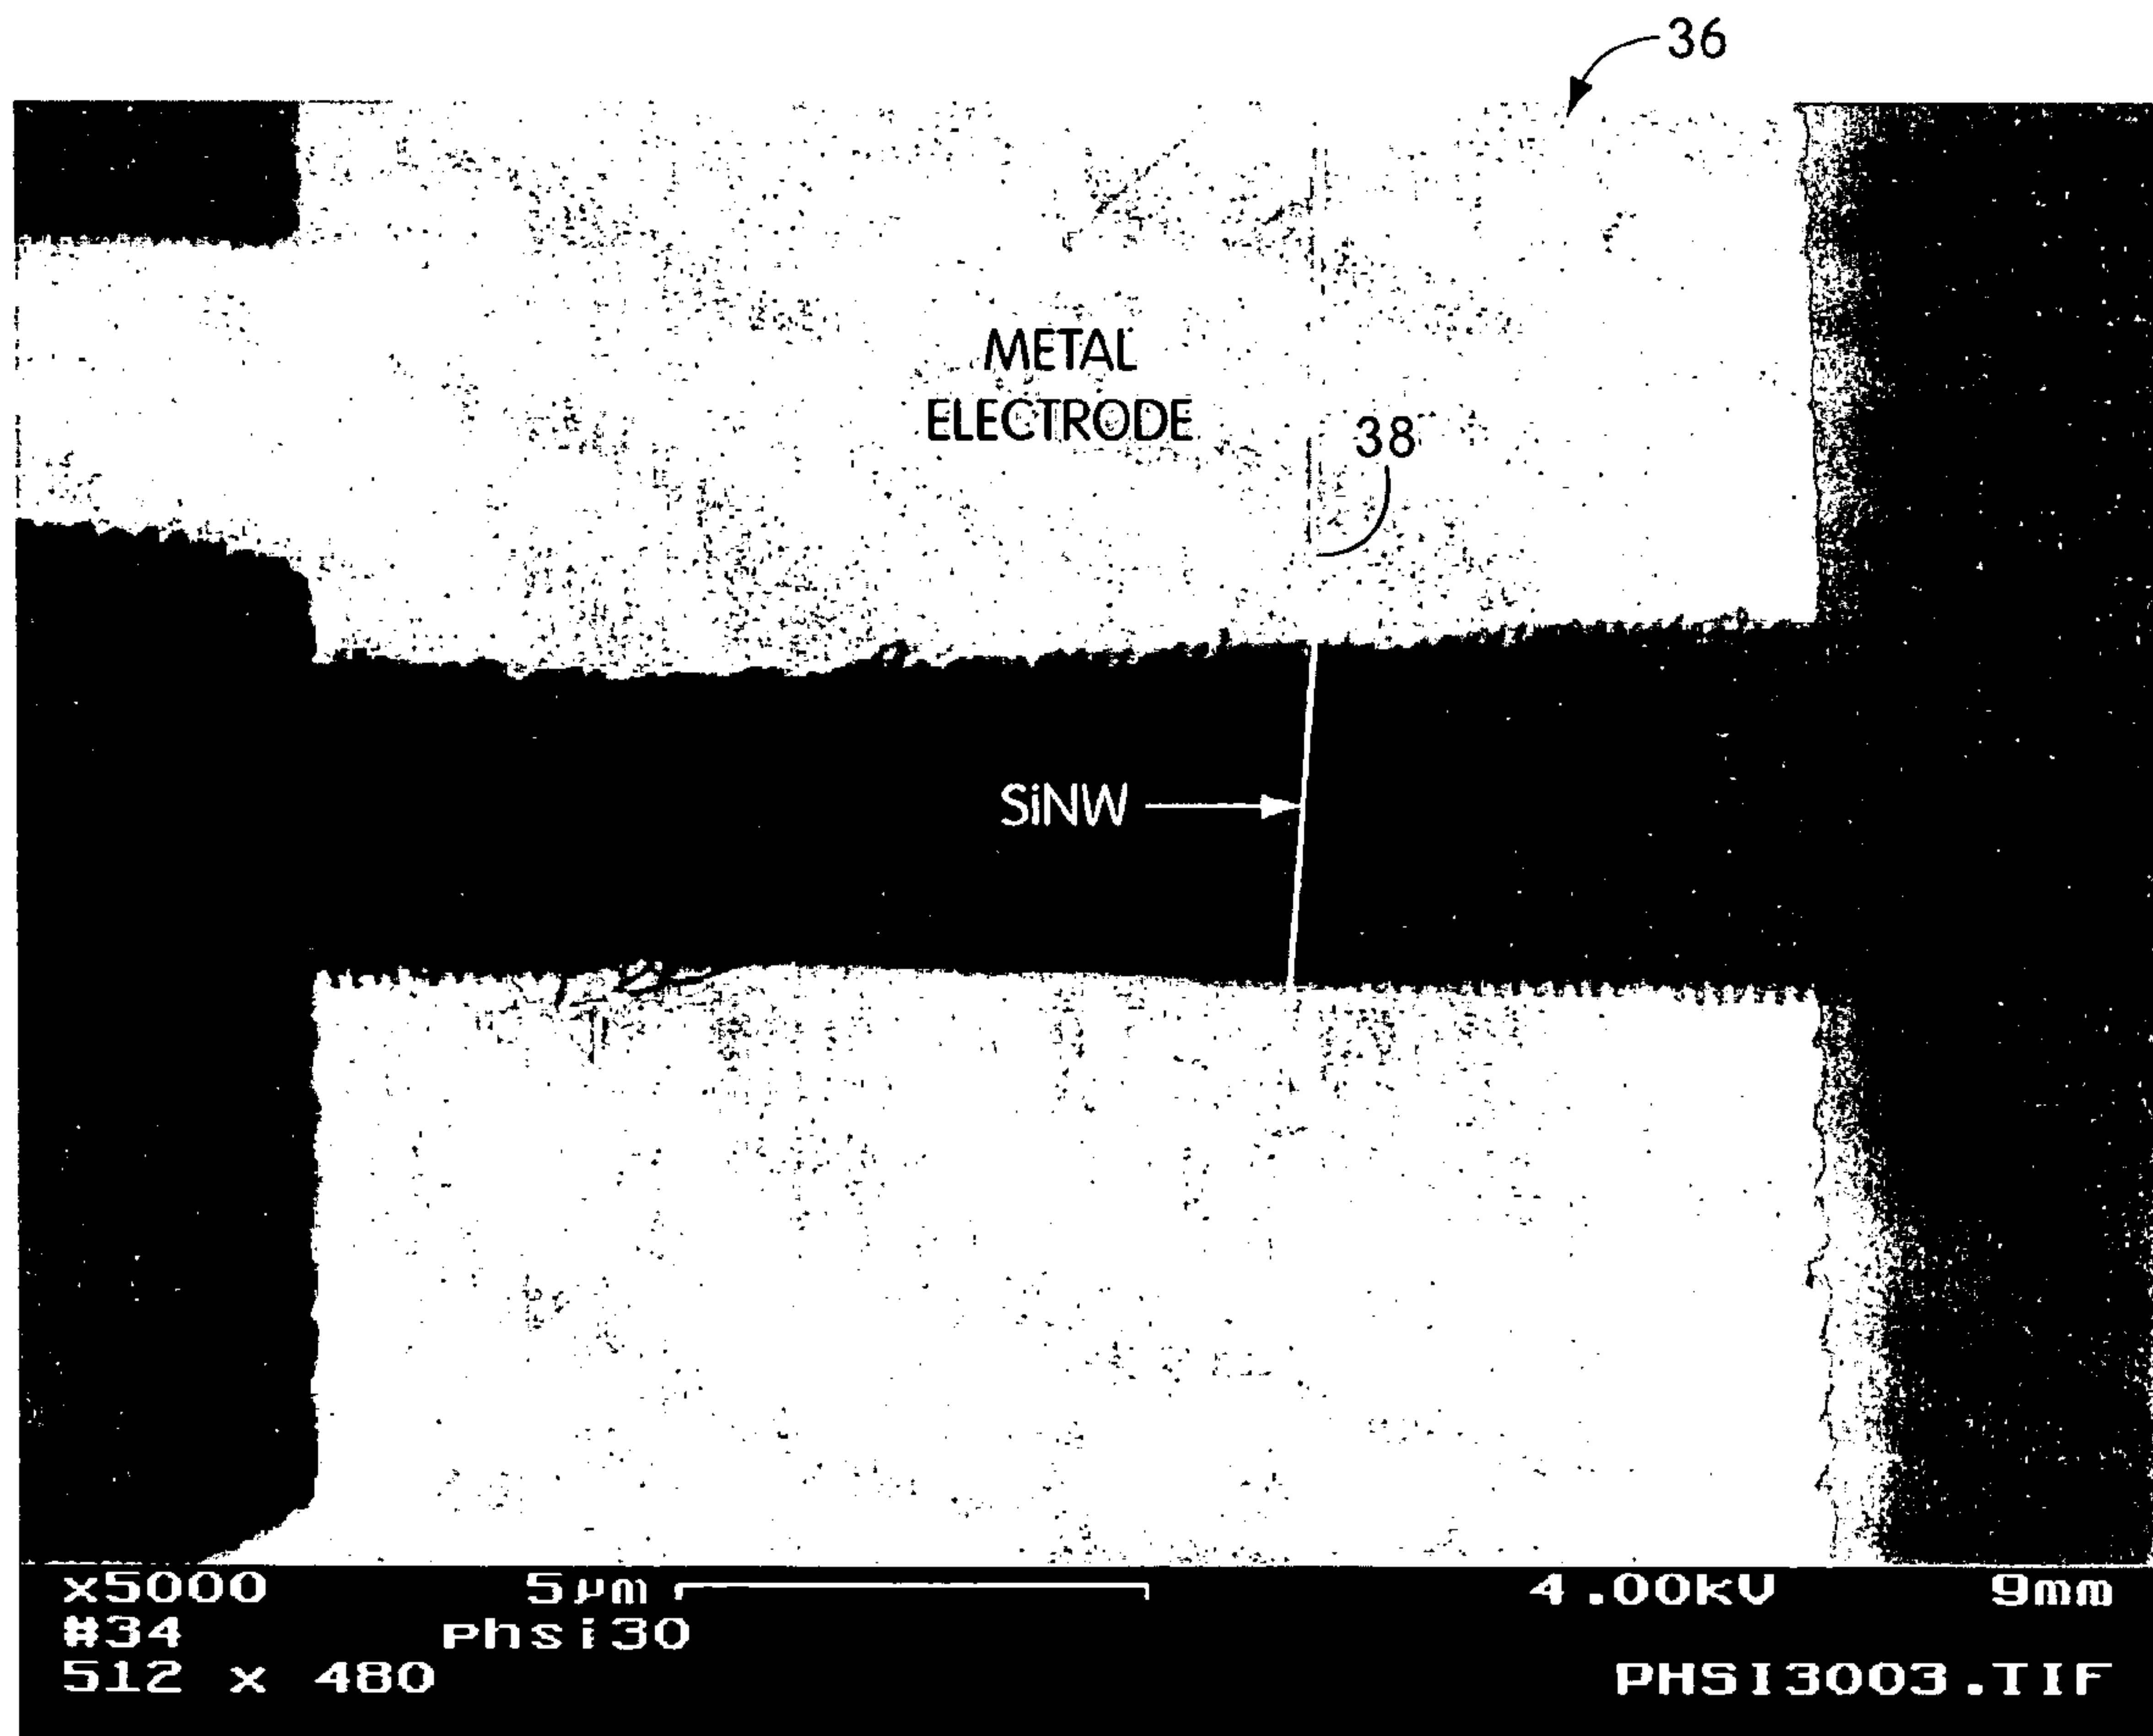 36
METAL
ELECTRODE
38
SiNW
x5000 5µm 4.00kV 9mm
#34 phsi30
512 x 480 PHSI3003.TIF